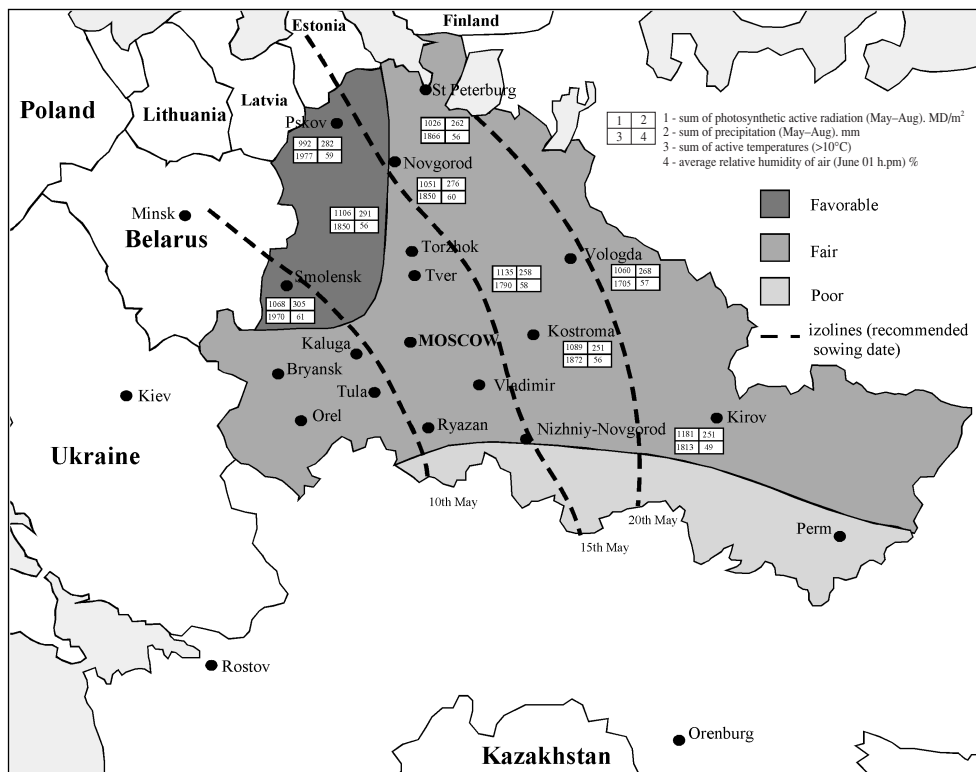 Finland
Estonia
Poland
Lithuania
Latvia
St Peterburg
Pskov
1026 262
1866 56
992 282
1977 59
Novgorod
1051 276
1850 60
1 2
3 4
1 - sum of photosynthetic active radiation (May–Aug). MD/m²
2 - sum of precipitation (May–Aug). mm
3 - sum of active temperatures (>10°C)
4 - average relative humidity of air (June 01 h.pm) %
Favorable
Fair
Poor
izolines (recommended
sowing date)
Minsk
Belarus
1106 291
1850 56
Torzhok
Tver
Vologda
1135 258
1790 58
1060 268
1705 57
Smolensk
1068 305
1970 61
Kaluga
MOSCOW
Kostroma
1089 251
1872 56
Bryansk
Tula
Vladimir
Kiev
Orel
Ryazan
Nizhniy-Novgorod
Kirov
1181 251
1813 49
Ukraine
10th May
20th May
15th May
Perm
Rostov
Orenburg
Kazakhstan